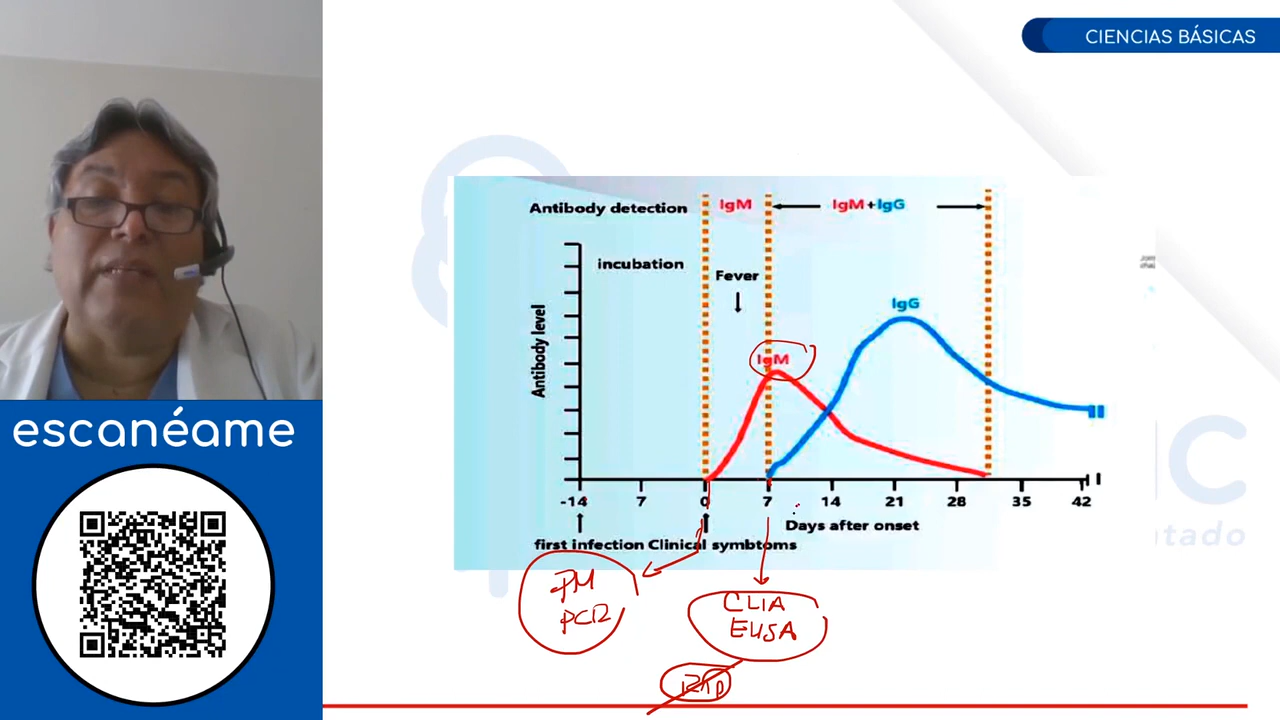 CIENCIAS BÁSICAS
Antibody detection
IgM
IgM+IgG
incubation
Fever
IgG
IgM
Antibody level
-14 7 0 7 14 21 28 35 42
Days after onset
first infection Clinical symbtoms
PM
PCR
CLIA
ELISA
escanéame